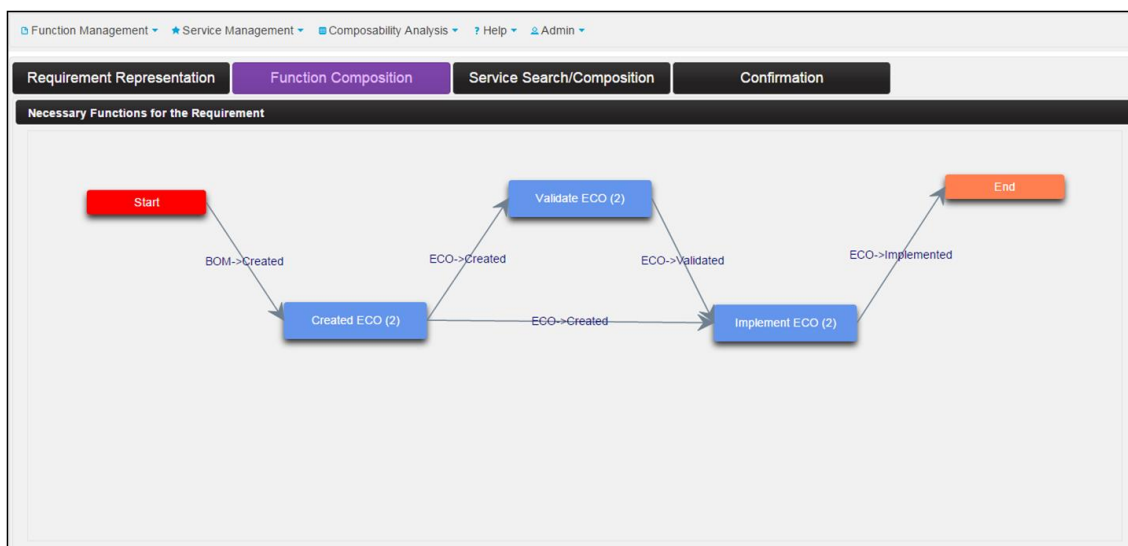 Function Management Service Management Composability Analysis ? Help Admin
Requirement Representation Function Composition Service Search/Composition Confirmation
Necessary Functions for the Requirement
Start Validate ECO (2) End
BOM->Created ECO->Created ECO->Validated ECO->Implemented
Created ECO (2) ECO->Created Implement ECO (2)